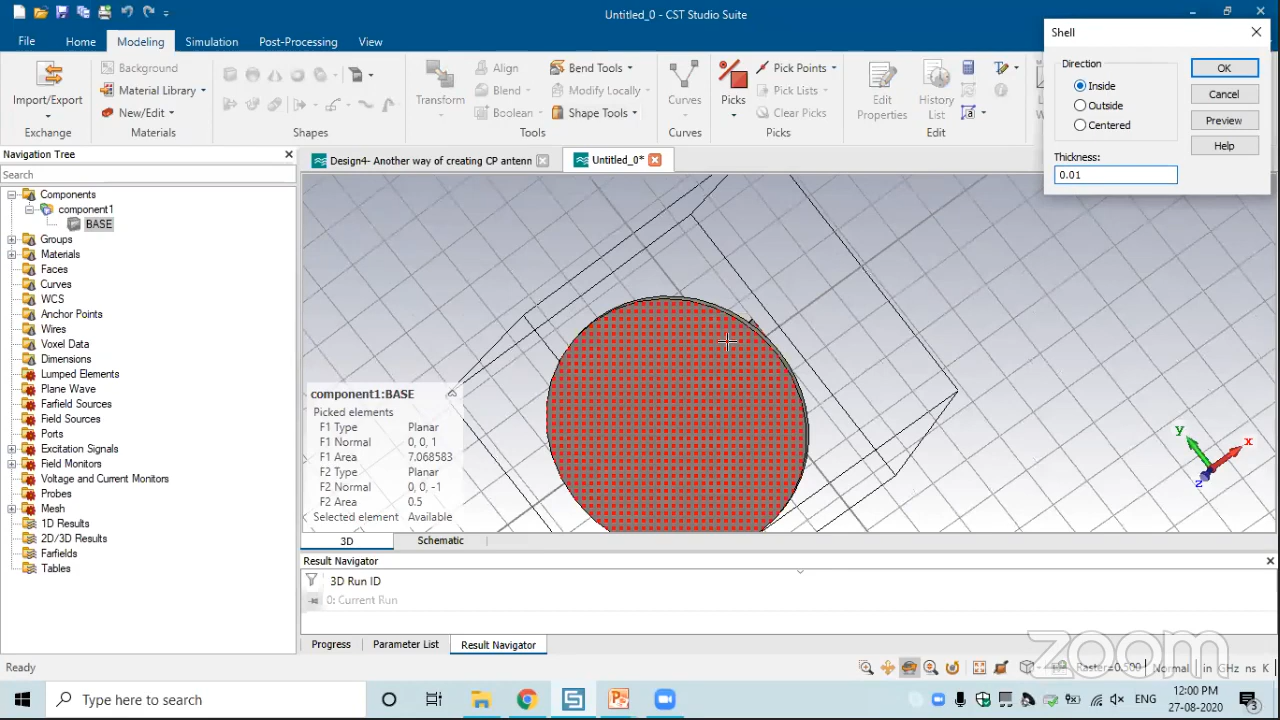 Untitled_0 - CST Studio Suite
File
Home
Modeling
Simulation
Post-Processing
View
Import/Export
Exchange
Background
Material Library
New/Edit
Materials
Shapes
Transform
Align
Blend
Boolean
Bend Tools
Modify Locally
Shape Tools
Tools
Curves
Curves
Picks
Pick Points
Pick Lists
Clear Picks
Picks
Edit Properties
History List
Edit
Shell
Direction
Inside
Outside
Centered
Thickness:
0.01
OK
Cancel
Preview
Help
Navigation Tree
Search
Components
component1
BASE
Groups
Materials
Faces
Curves
WCS
Anchor Points
Wires
Voxel Data
Dimensions
Lumped Elements
Plane Wave
Farfield Sources
Field Sources
Ports
Excitation Signals
Field Monitors
Voltage and Current Monitors
Probes
Mesh
1D Results
2D/3D Results
Farfields
Tables
Design4- Another way of creating CP antenn
Untitled_0*
component1:BASE
Picked elements
F1 Type Planar
F1 Normal 0, 0, 1
F1 Area 7.068583
F2 Type Planar
F2 Normal 0, 0, -1
F2 Area 0.5
Selected element Available
y
x
z
3D
Schematic
Result Navigator
3D Run ID
0: Current Run
Progress
Parameter List
Result Navigator
zoom
Ready
Raster=0.500
Normal
in GHz ns K
Type here to search
ENG
12:00 PM
27-08-2020
3